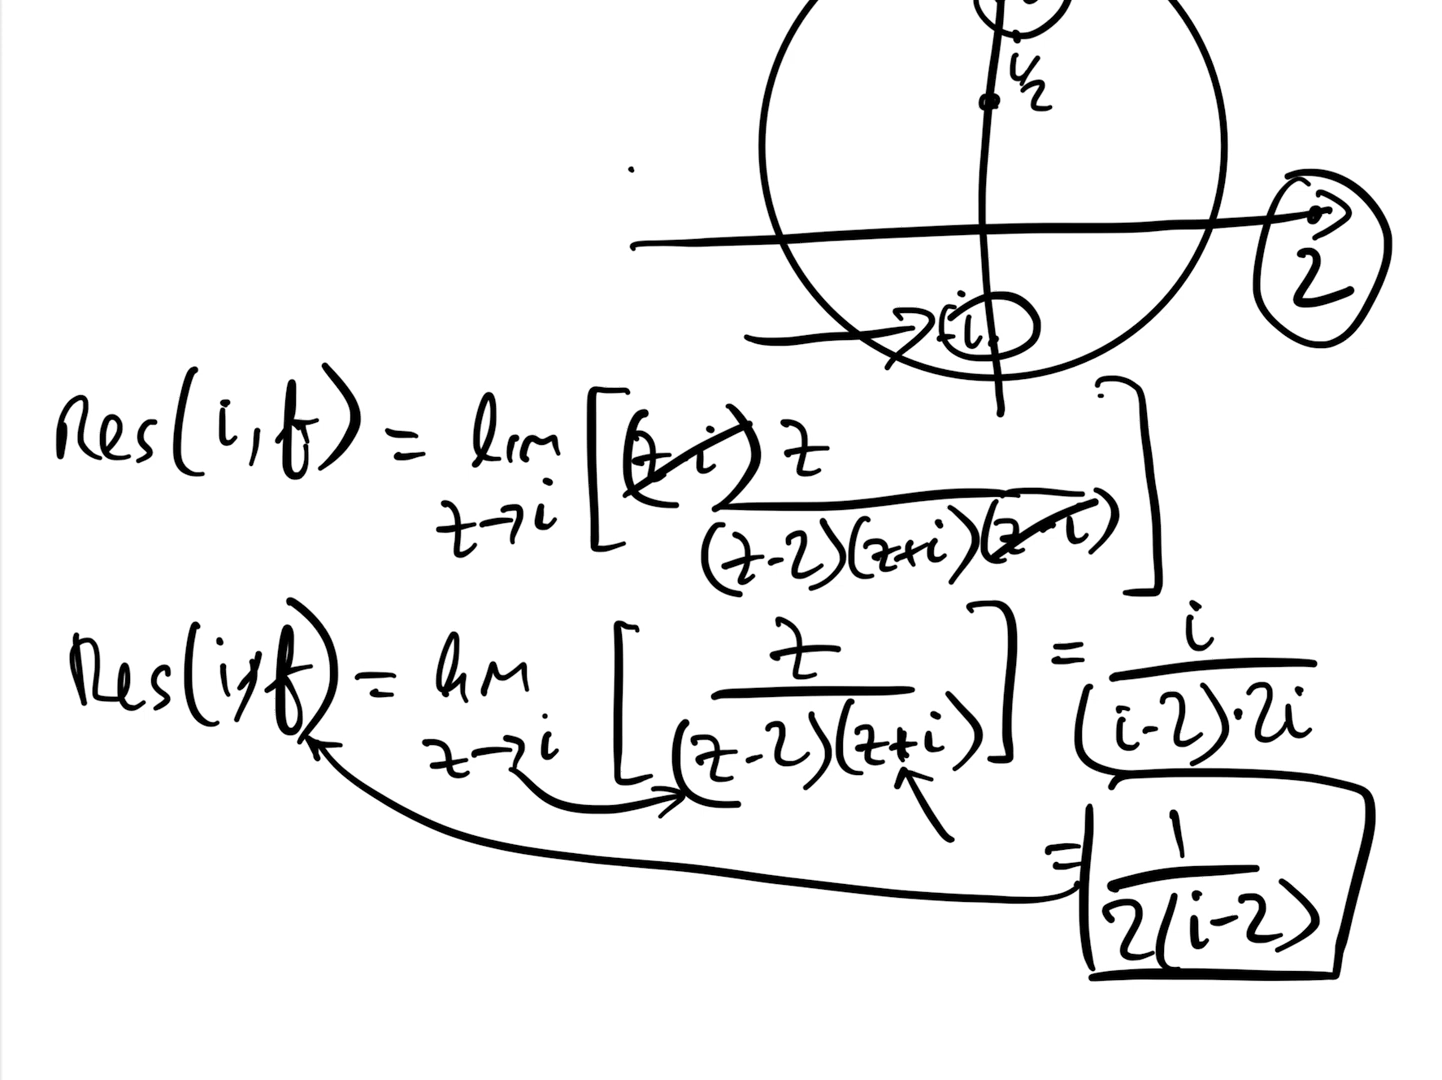 i/2
2
-i
Res(i, f) = lim z→i [ (z-i) z / (z-2)(z+i)(z-i) ]
Res(i, f) = lim z→i [ z / (z-2)(z+i) ] = i / (i-2)·2i
= 1 / 2(i-2)